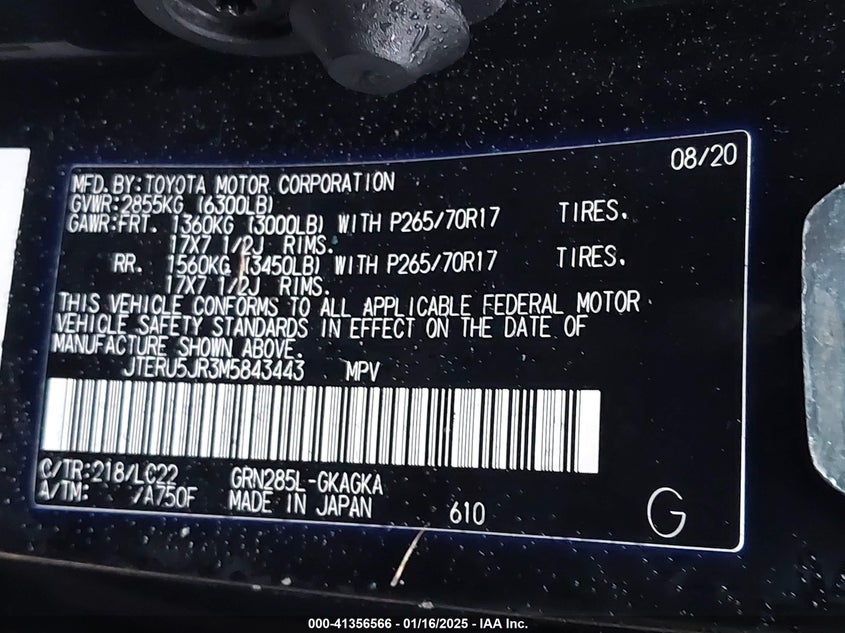 08/20
MFD.BY:TOYOTA MOTOR CORPORATION
GVWR:2855KG (6300LB)
GAWR:FRT. 1360KG (3000LB) WITH P265/70R17 TIRES.
17X7 1/2J RIMS.
RR. 1560KG (3450LB) WITH P265/70R17 TIRES.
17X7 1/2J RIMS.
THIS VEHICLE CONFORMS TO ALL APPLICABLE FEDERAL MOTOR
VEHICLE SAFETY STANDARDS IN EFFECT ON THE DATE OF
MANUFACTURE SHOWN ABOVE.
JTERU5JR3M5843443 MPV
C/TR:218/LC22 GRN285L-GKAGKA
A/TM: /A750F MADE IN JAPAN 610 G
000-41356566 - 01/16/2025 - IAA Inc.